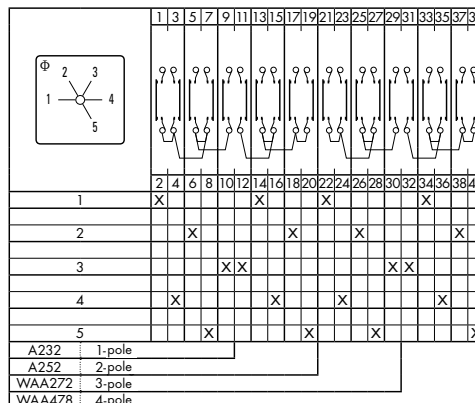 1 3 5 7 9 11 13 15 17 19 21 23 25 27 29 31 33 35 37
Φ
2 3
1 4
5
2 4 6 8 10 12 14 16 18 20 22 24 26 28 30 32 34 36 38
1 X X X X
2 X X X X
3 X X X X
4 X X X X
5 X X X
A232 1-pole
A252 2-pole
WAA272 3-pole
WAA478 4-pole